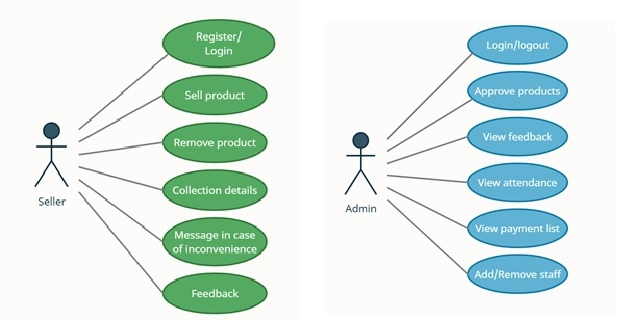 Register/
Login
Sell product
Remove product
Collection details
Message in case
of inconvenience
Feedback
Seller
Login/logout
Approve products
View feedback
View attendance
View payment list
Add/Remove staff
Admin